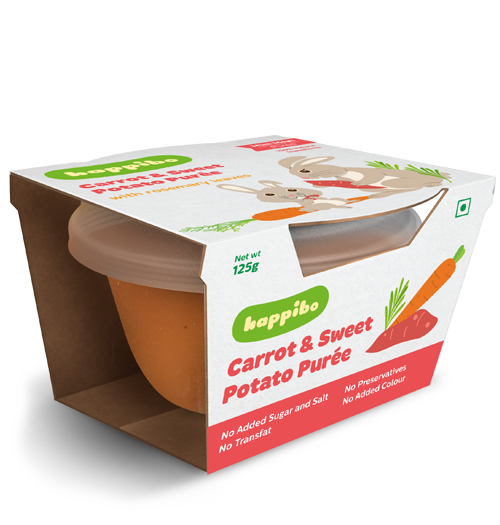 happibo
Carrot & Sweet
Potato Purée
with rosemary leaves
Net wt
125g
happibo
Carrot & Sweet
Potato Purée
No Added Sugar and Salt
No Transfat
No Preservatives
No Added Colour